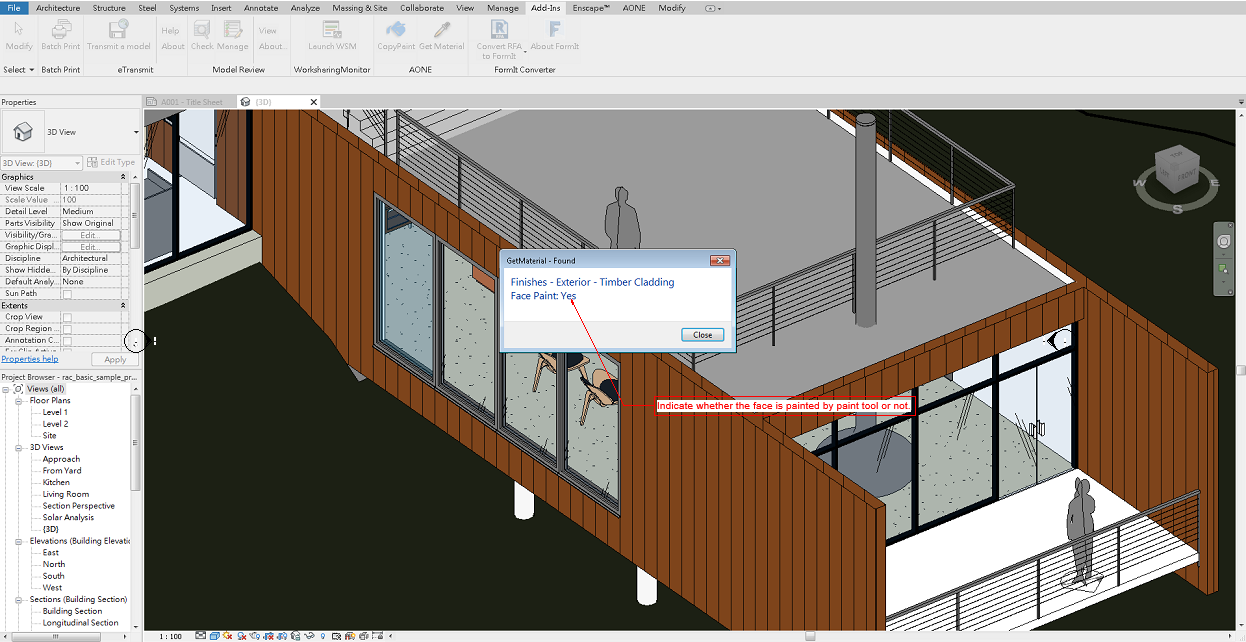 File Architecture Structure Steel Systems Insert Annotate Analyze Massing & Site Collaborate View Manage Add-Ins Enscape™ AONE Modify
Modify Batch Print Transmit a model Help Check Manage View Launch WSM CopyPaint Get Material Convert RFA About FormIt
About About... to FormIt
Select Batch Print eTransmit Model Review WorksharingMonitor AONE FormIt Converter
Properties
A001 - Title Sheet {3D}
3D View
3D View: {3D} Edit Type
Graphics
View Scale 1 : 100
Scale Value ... 100
Detail Level Medium
Parts Visibility Show Original
Visibility/Gra... Edit...
Graphic Displ... Edit...
Discipline Architectural
Show Hidde... By Discipline
Default Analy... None
Sun Path
Extents
Crop View
Crop Region ...
Annotation C...
Properties help Apply
Project Browser - rac_basic_sample_pr...
Views (all)
Floor Plans
Level 1
Level 2
Site
3D Views
Approach
From Yard
Kitchen
Living Room
Section Perspective
Solar Analysis
{3D}
Elevations (Building Elevatio
East
North
South
West
Sections (Building Section)
Building Section
Longitudinal Section
GetMaterial - Found
Finishes - Exterior - Timber Cladding
Face Paint: Yes
Close
Indicate whether the face is painted by paint tool or not.
TOP
FRONT
W E
S
1 : 100